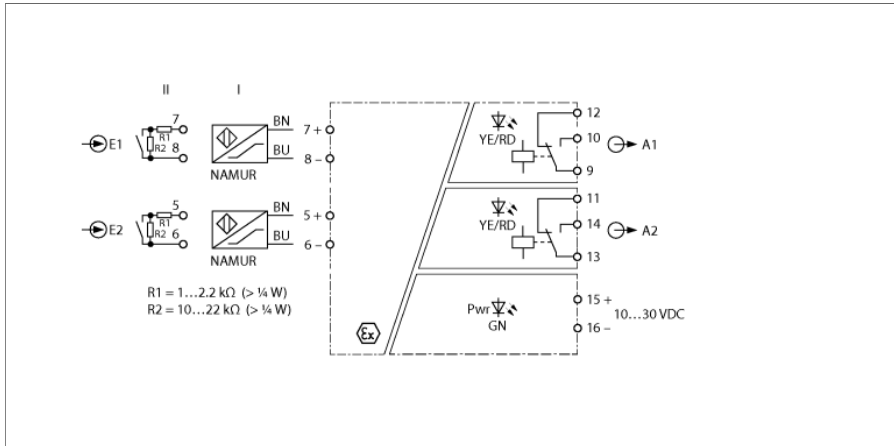 II I
7 BN 7 + 12
E1 R1 YE/RD 10 A1
R2
8 BU 8 – 9
NAMUR
5 BN 5 + 11
E2 R1 YE/RD 14 A2
R2
6 BU 6 – 13
NAMUR
R1 = 1…2.2 kΩ (> ¼ W)
R2 = 10…22 kΩ (> ¼ W)
Pwr 15 +
GN 10…30 VDC
Ex 16 –